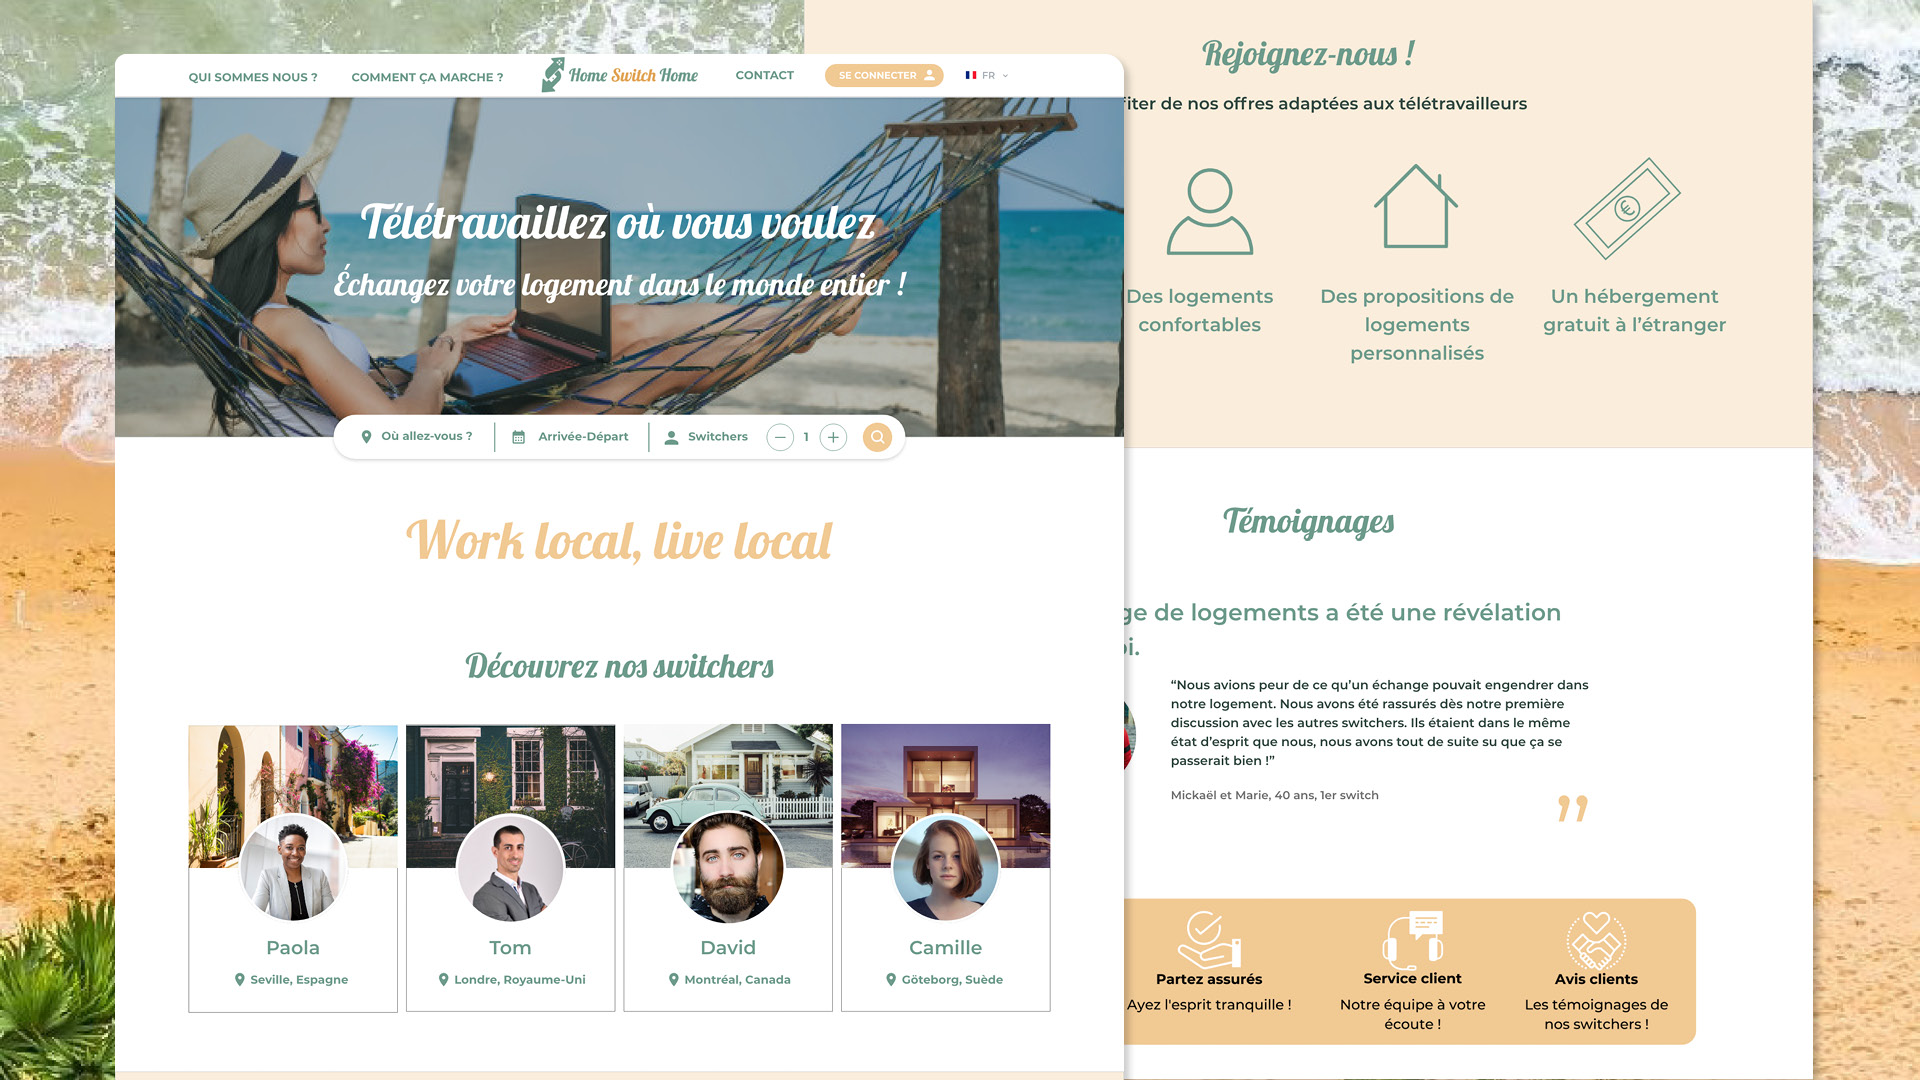 QUI SOMMES NOUS ?
COMMENT ÇA MARCHE ?
Home Switch Home
CONTACT
SE CONNECTER
FR
Télétravaillez où vous voulez
Échangez votre logement dans le monde entier !
Où allez-vous ?
Arrivée-Départ
Switchers
1
Work local, live local
Découvrez nos switchers
Paola
Seville, Espagne
Tom
Londre, Royaume-Uni
David
Montréal, Canada
Camille
Göteborg, Suède
Rejoignez-nous !
de nos offres adaptées aux télétravailleurs
Des logements
confortables
Des propositions de
logements
personnalisés
Un hébergement
gratuit à l’étranger
Témoignages
de logements a été une révélation
“Nous avions peur de ce qu’un échange pouvait engendrer dans
notre logement. Nous avons été rassurés dès notre première
discussion avec les autres switchers. Ils étaient dans le même
état d’esprit que nous, nous avons tout de suite su que ça se
passerait bien !”
Mickaël et Marie, 40 ans, 1er switch
”
Partez assurés
Ayez l'esprit tranquille !
Service client
Notre équipe à votre
écoute !
Avis clients
Les témoignages de
nos switchers !